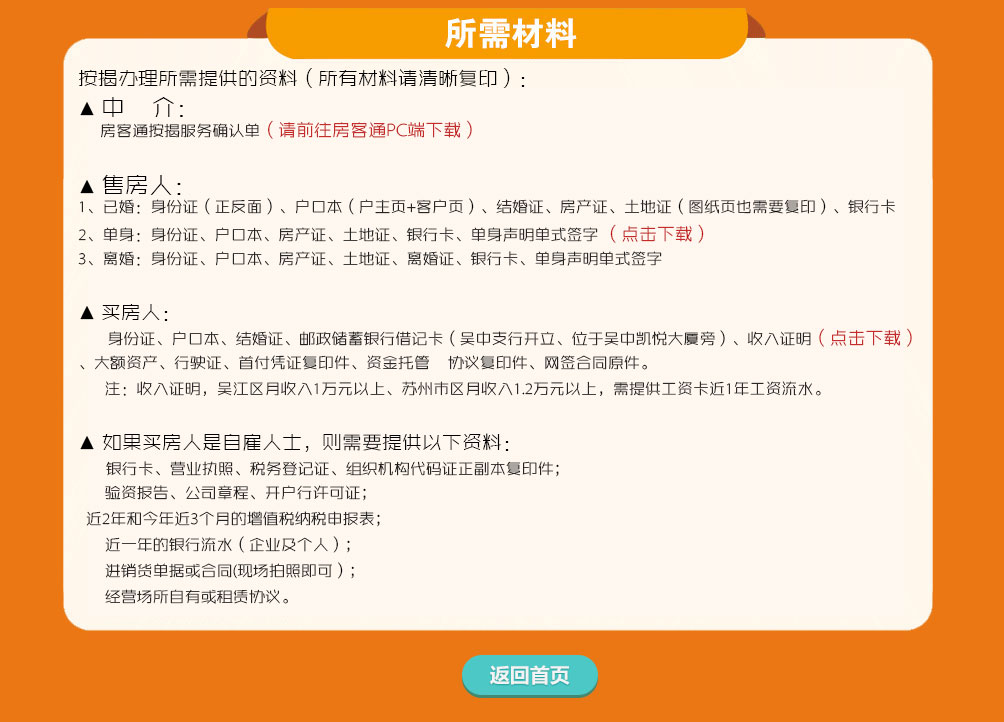 所需材料
按揭办理所需提供的资料（所有材料请清晰复印）:
▲ 中 介:
房客通按揭服务确认单（请前往房客通PC端下载）
▲ 售房人:
1、已婚: 身份证（正反面）、户口本（户主页+客户页）、结婚证、房产证、土地证（图纸页也需要复印）、银行卡
2、单身: 身份证、户口本、房产证、土地证、银行卡、单身声明单式签字（点击下载）
3、离婚: 身份证、户口本、房产证、土地证、离婚证、银行卡、单身声明单式签字
▲ 买房人:
身份证、户口本、结婚证、邮政储蓄银行借记卡（吴中支行开立、位于吴中凯悦大厦旁）、收入证明（点击下载）
、大额资产、行驶证、首付凭证复印件、资金托管 协议复印件、网签合同原件。
注: 收入证明，吴江区月收入1万元以上、苏州市区月收入1.2万元以上，需提供工资卡近1年工资流水。
▲ 如果买房人是自雇人士，则需要提供以下资料:
银行卡、营业执照、税务登记证、组织机构代码证正副本复印件;
验资报告、公司章程、开户行许可证;
近2年和今年近3个月的增值税纳税申报表;
近一年的银行流水（企业及个人）;
进销货单据或合同(现场拍照即可）;
经营场所自有或租赁协议。
返回首页